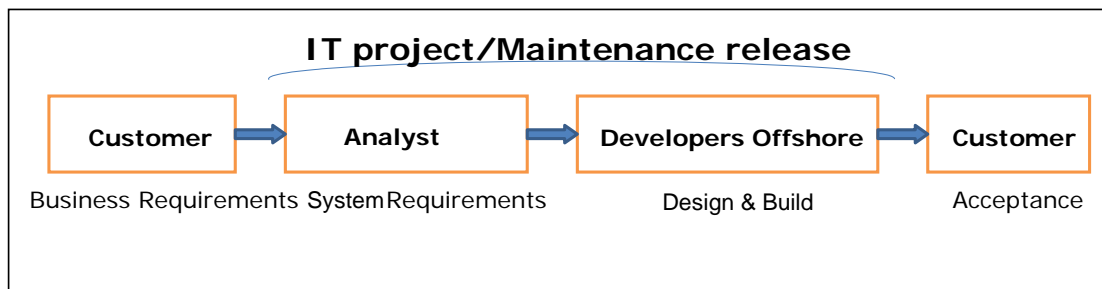 IT project/Maintenance release
Customer Analyst Developers Offshore Customer
Business Requirements System Requirements Design & Build Acceptance